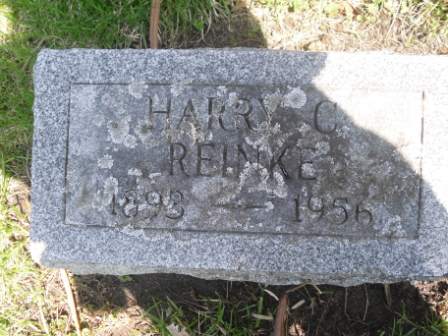 HARRY C.
REINKE
1893 — 1956